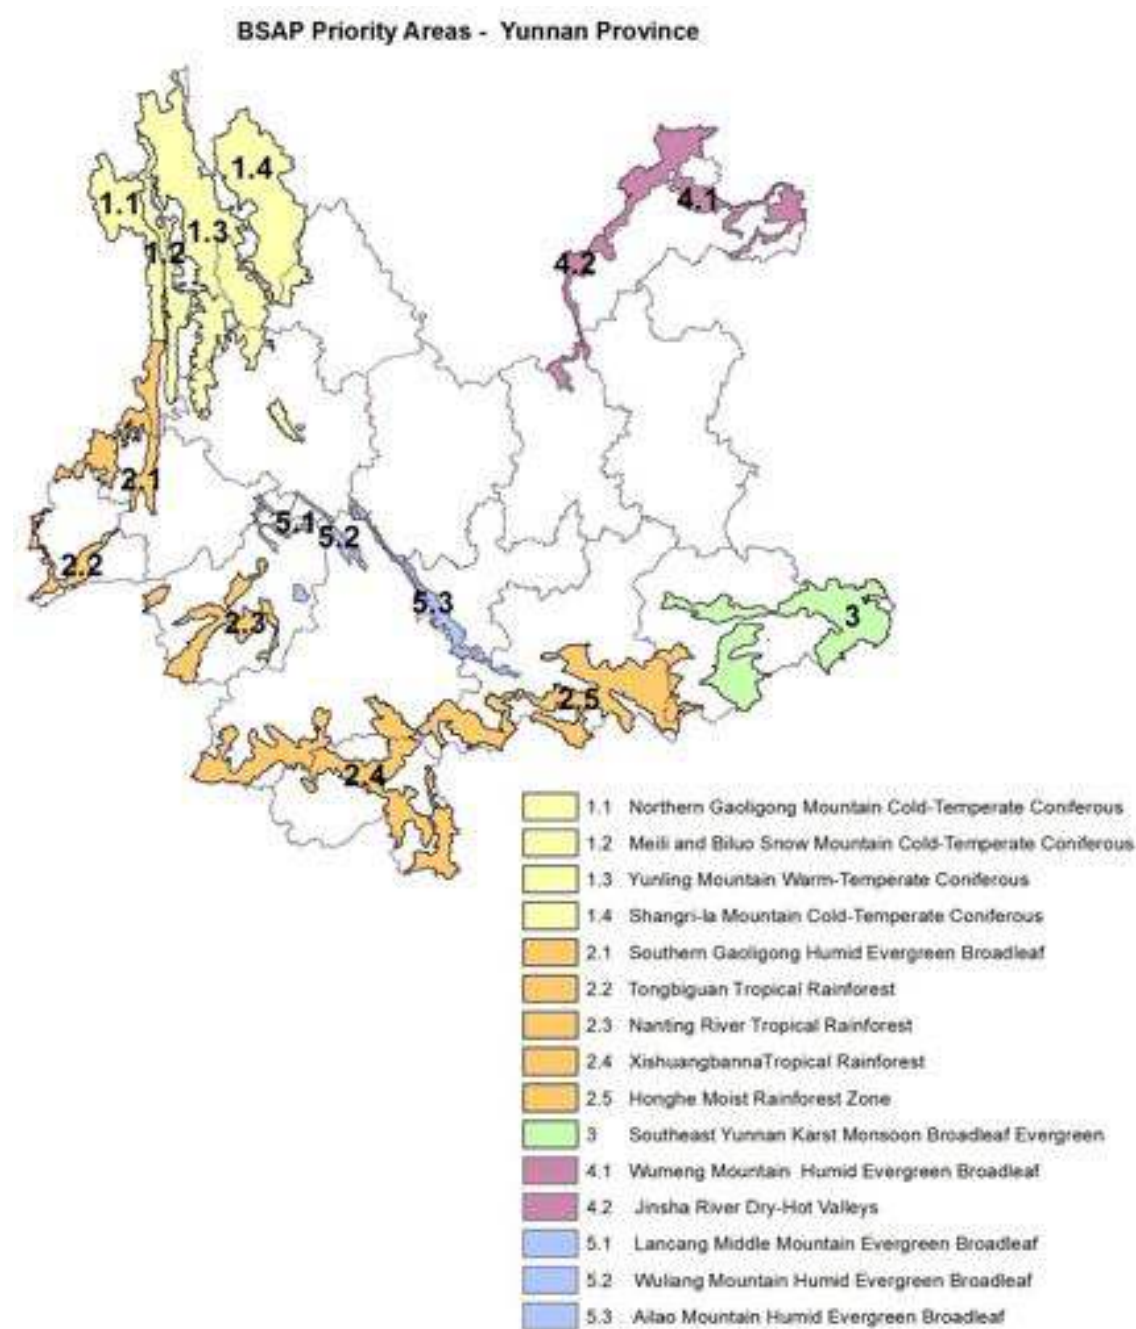 BSAP Priority Areas - Yunnan Province
1.4
1.1
4.1
1.3
1.2
4.2
2.1
5.1
5.2
2.2
5.3
3
2.3
2.5
2.4
1.1 Northern Gaoligong Mountain Cold-Temperate Coniferous
1.2 Meili and Biluo Snow Mountain Cold-Temperate Coniferous
1.3 Yunling Mountain Warm-Temperate Coniferous
1.4 Shangri-la Mountain Cold-Temperate Coniferous
2.1 Southern Gaoligong Humid Evergreen Broadleaf
2.2 Tongbiguan Tropical Rainforest
2.3 Nanting River Tropical Rainforest
2.4 XishuangbannaTropical Rainforest
2.5 Honghe Moist Rainforest Zone
3 Southeast Yunnan Karst Monsoon Broadleaf Evergreen
4.1 Wumeng Mountain Humid Evergreen Broadleaf
4.2 Jinsha River Dry-Hot Valleys
5.1 Lancang Middle Mountain Evergreen Broadleaf
5.2 Wuliang Mountain Humid Evergreen Broadleaf
5.3 Ailao Mountain Humid Evergreen Broadleaf